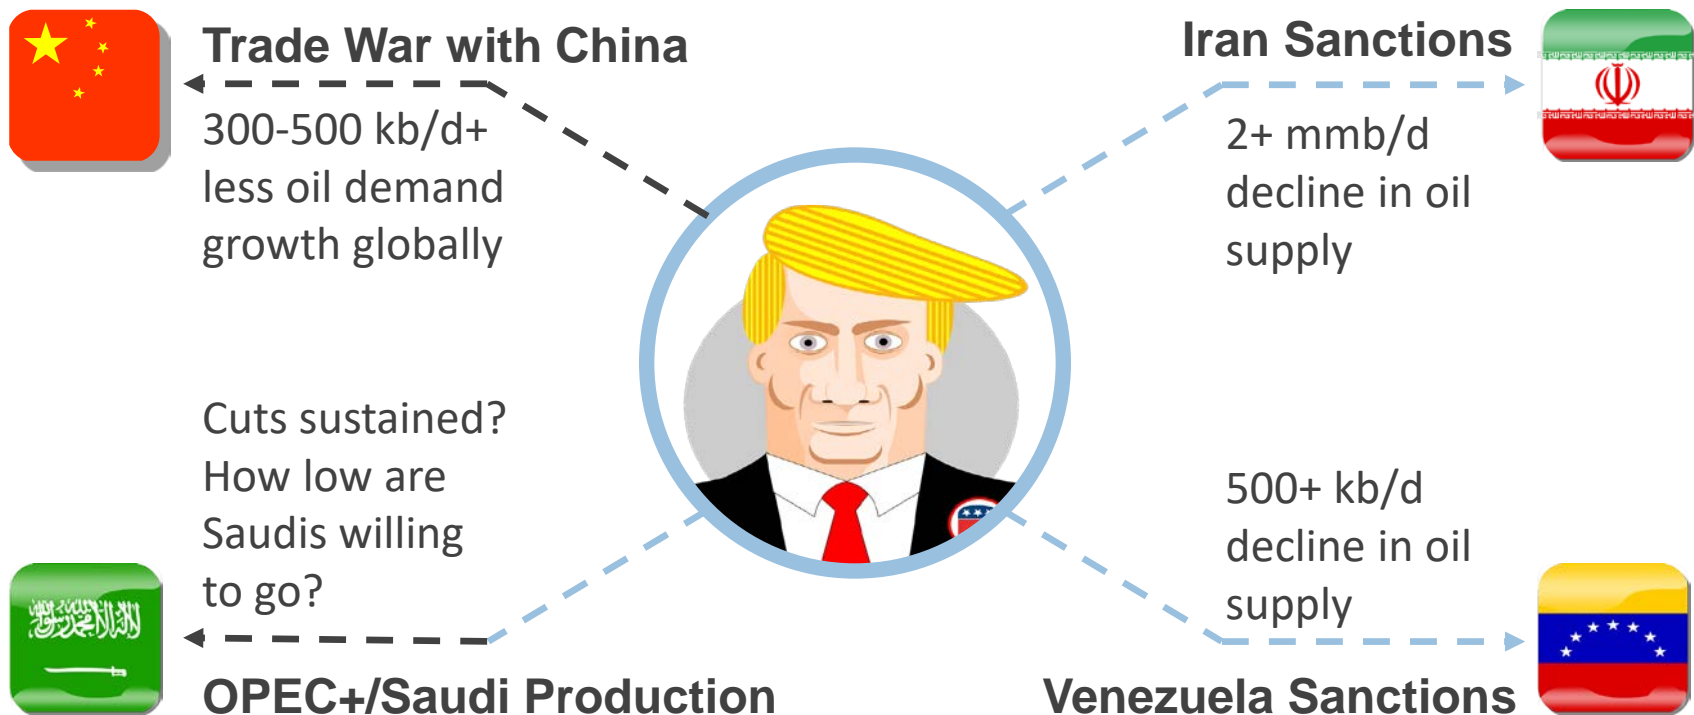 Trade War with China
300-500 kb/d+
less oil demand
growth globally
Iran Sanctions
2+ mmb/d
decline in oil
supply
Cuts sustained?
How low are
Saudis willing
to go?
OPEC+/Saudi Production
500+ kb/d
decline in oil
supply
Venezuela Sanctions